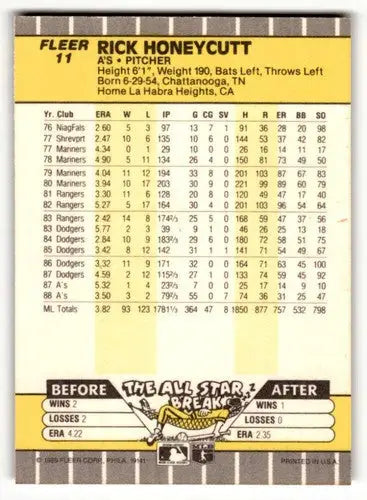 FLEER
11
RICK HONEYCUTT
A'S • PITCHER
Height 6'1", Weight 190, Bats Left, Throws Left
Born 6-29-54, Chattanooga, TN
Home La Habra Heights, CA
Yr. Club ERA W L IP G CG SV H R ER BB SO
76 NiagFals 2.60 5 3 97 13 7 1 91 36 28 20 98
77 Shrevprt 2.47 10 6 135 10 6 0 144 53 37 42 82
77 Mariners 4.34 0 1 29 10 0 0 26 16 14 11 17
78 Mariners 4.90 5 11 134 26 4 0 150 81 73 49 50
79 Mariners 4.04 11 12 194 33 8 0 201 103 87 67 83
80 Mariners 3.94 10 17 203 30 9 0 221 99 89 60 79
81 Rangers 3.30 11 6 128 20 8 0 120 49 47 17 40
82 Rangers 5.27 5 17 164 30 4 0 201 103 96 54 64
83 Rangers 2.42 14 8 174⅔ 25 5 0 168 59 47 37 56
83 Dodgers 5.77 2 3 39 9 1 0 46 26 25 13 18
84 Dodgers 2.84 10 9 183⅔ 29 6 0 180 72 58 51 75
85 Dodgers 3.42 8 12 142 31 1 1 141 71 54 49 67
86 Dodgers 3.32 11 9 171 32 0 0 164 71 63 45 100
87 Dodgers 4.59 2 12 115⅔ 27 1 0 133 74 59 45 92
87 A's 5.32 1 4 23⅔ 7 0 0 25 17 14 9 10
88 A's 3.50 3 2 79⅔ 55 0 7 74 36 31 25 47
ML Totals 3.82 93 123 1781⅓ 364 47 8 1850 877 757 532 798
BEFORE THE ALL STAR BREAK AFTER
WINS 2 WINS 1
LOSSES 2 LOSSES 0
ERA 4.22 ERA 2.35
© 1989 FLEER CORP., PHILA. 19141 PRINTED IN U.S.A.